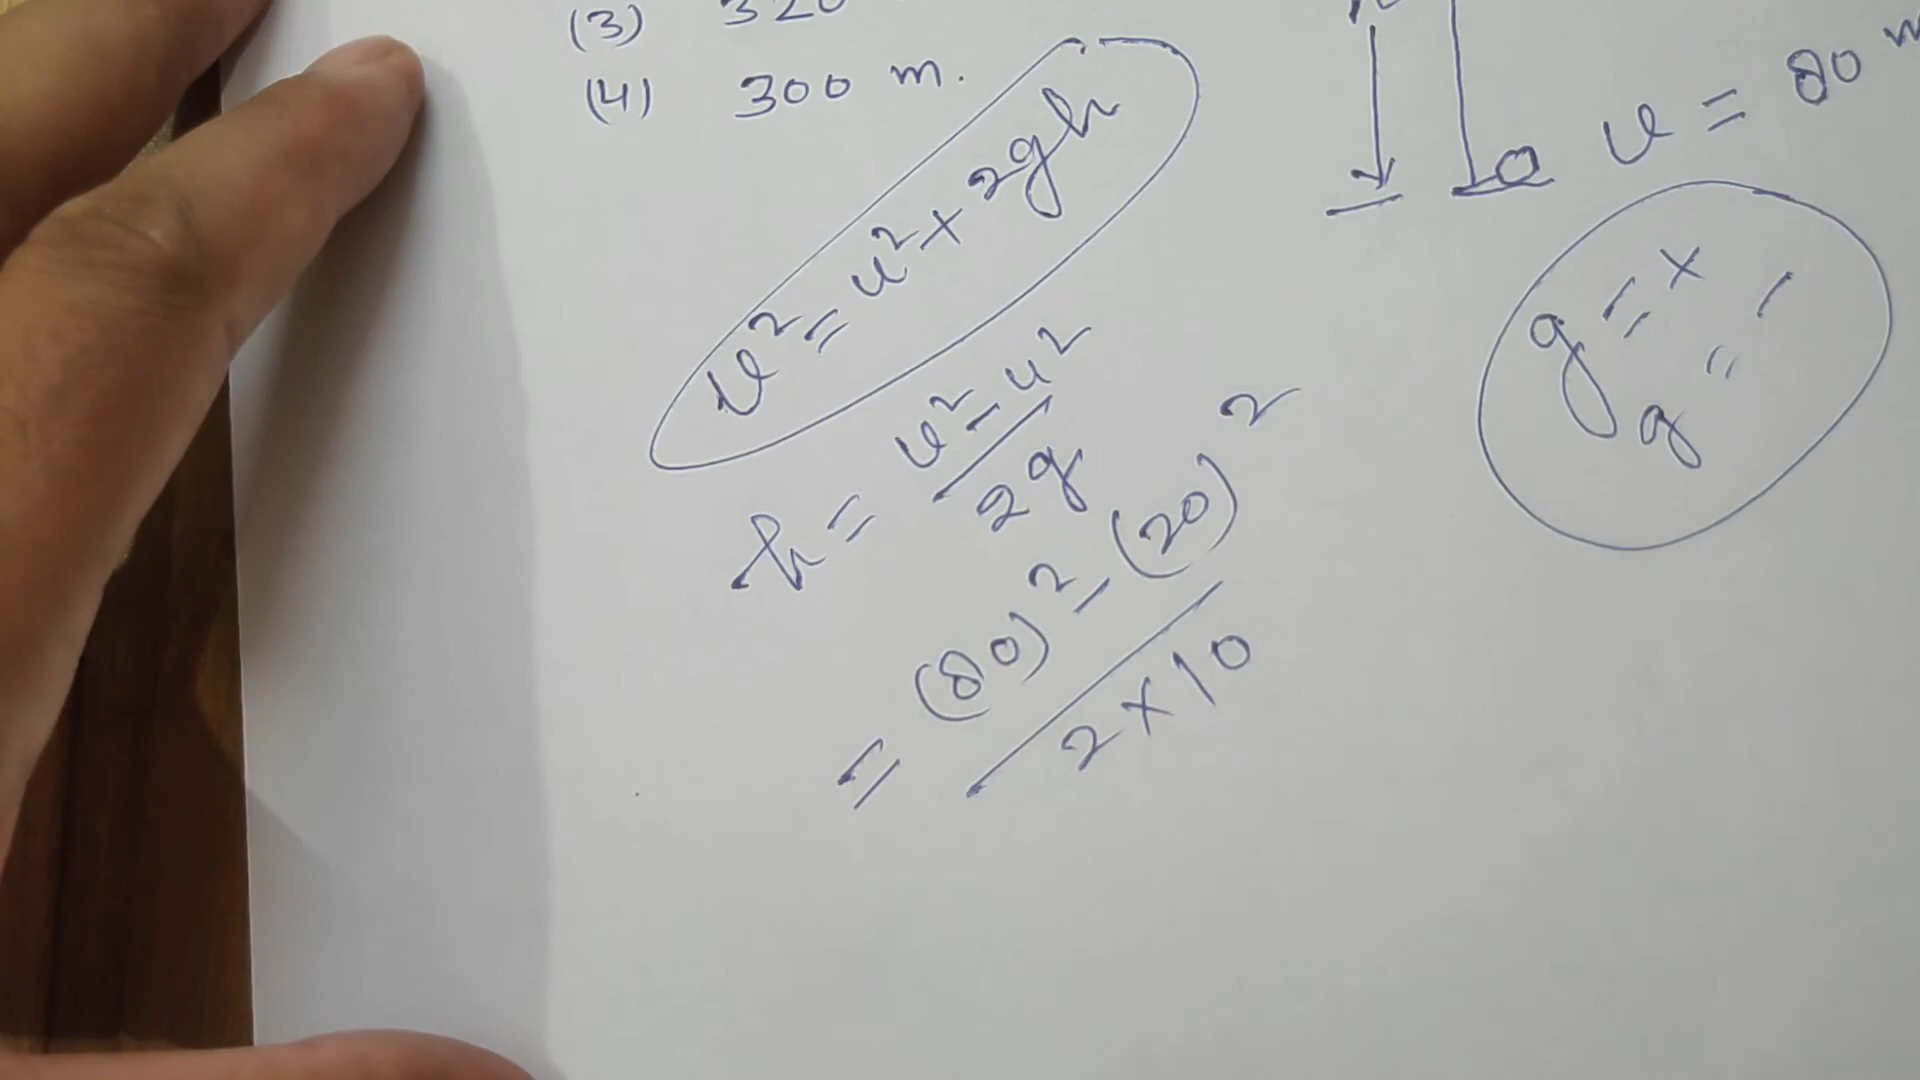 (3) 320
(4) 300 m.
v = 80 m
v² = u² + 2gh
g = +
g = -
h = v² - u² / 2g
= (80)² - (20)² / 2 × 10